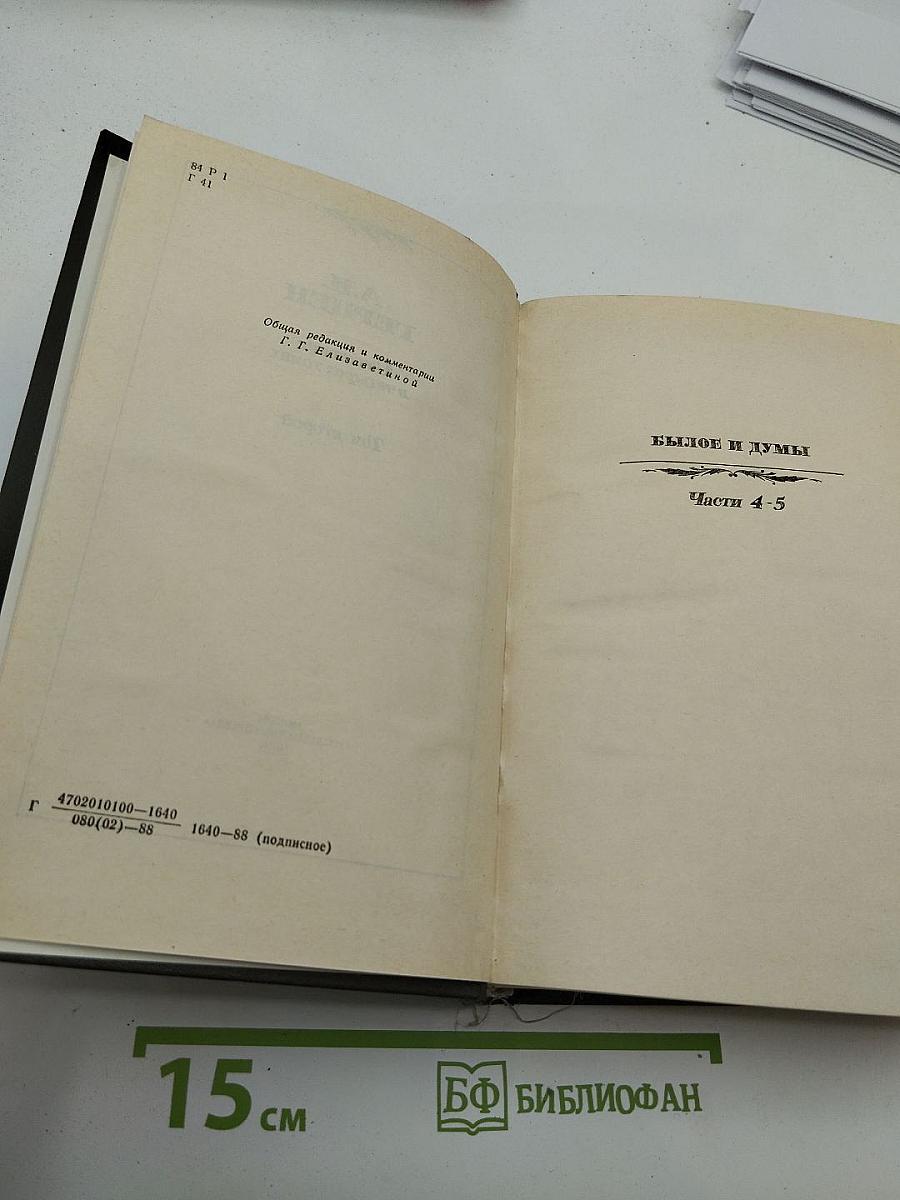 84 Р 1
Г 41
Общая редакция и комментарии
Г. Г. Елизаветиной
Г 4702010100—1640
080(02)—88 1640—88 (подписное)
БЫЛОЕ И ДУМЫ
Части 4-5
15 см
БФ БИБЛИОФАН